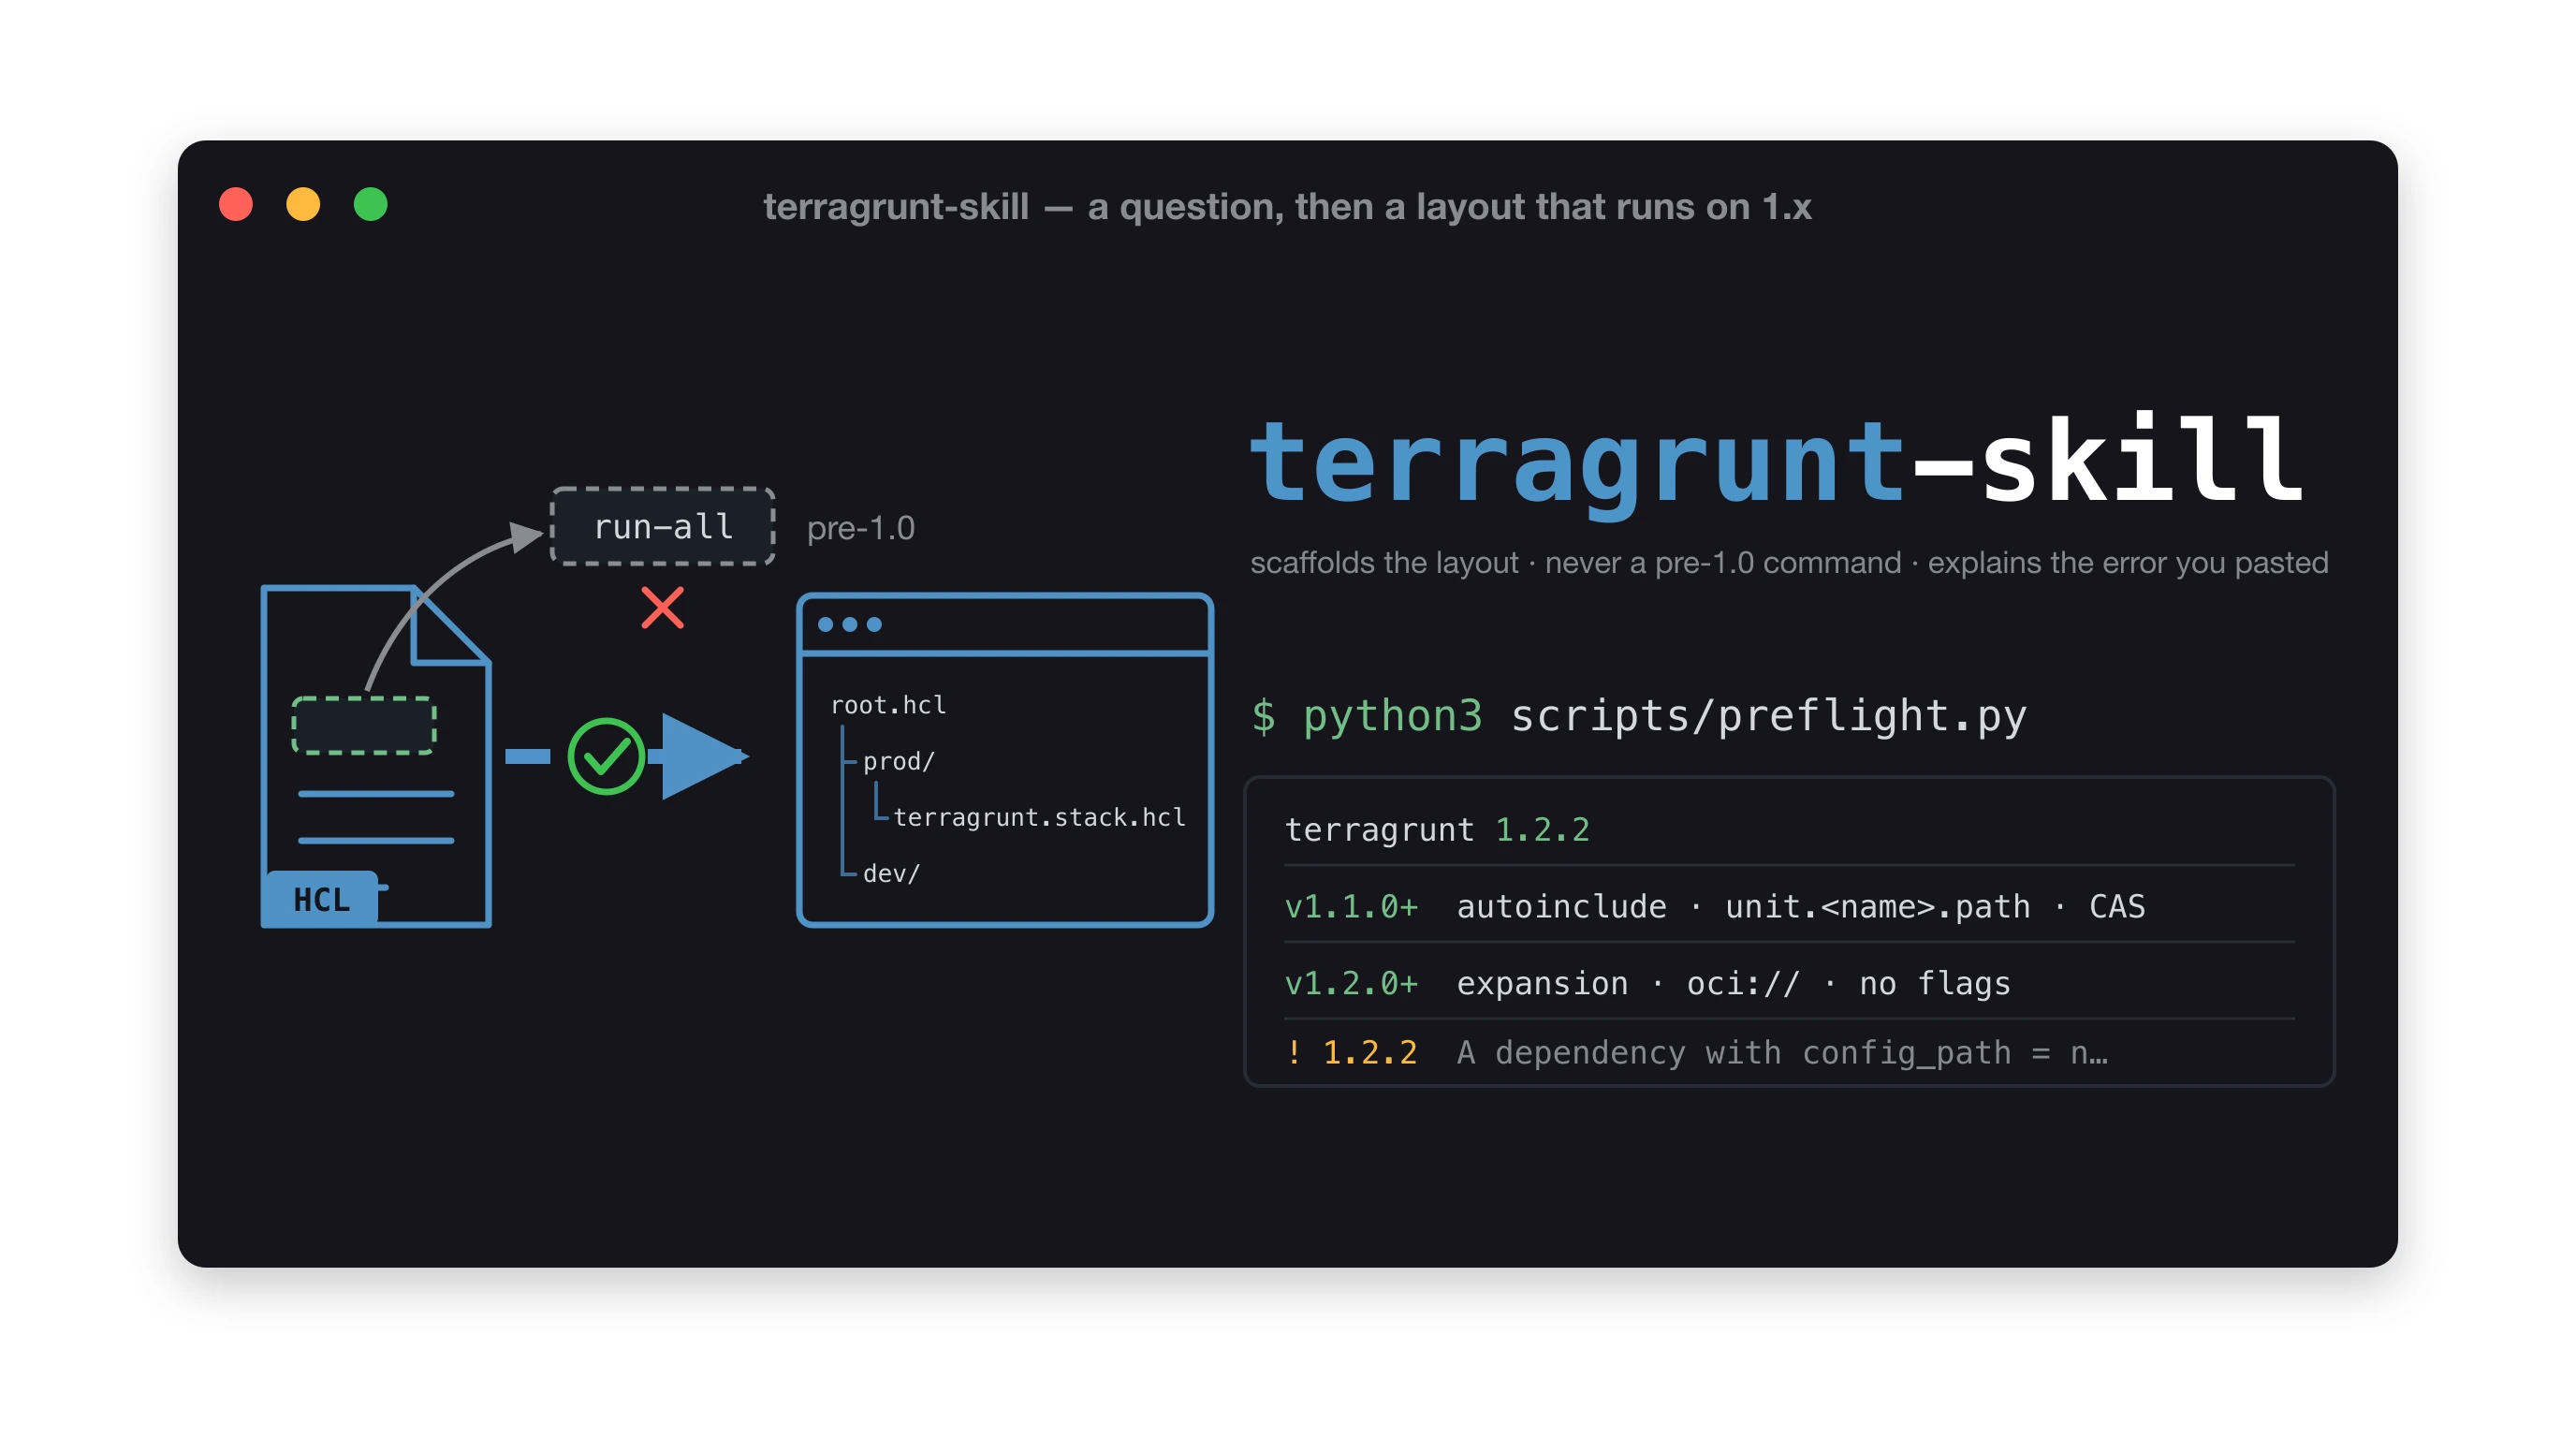 terragrunt-skill — a question, then a layout that runs on 1.x
run-all
pre-1.0
HCL
root.hcl
prod/
terragrunt.stack.hcl
dev/
terragrunt-skill
scaffolds the layout · never a pre-1.0 command · explains the error you pasted
$ python3 scripts/preflight.py
terragrunt 1.2.2
v1.1.0+ autoinclude · unit.<name>.path · CAS
v1.2.0+ expansion · oci:// · no flags
! 1.2.2 A dependency with config_path = n…